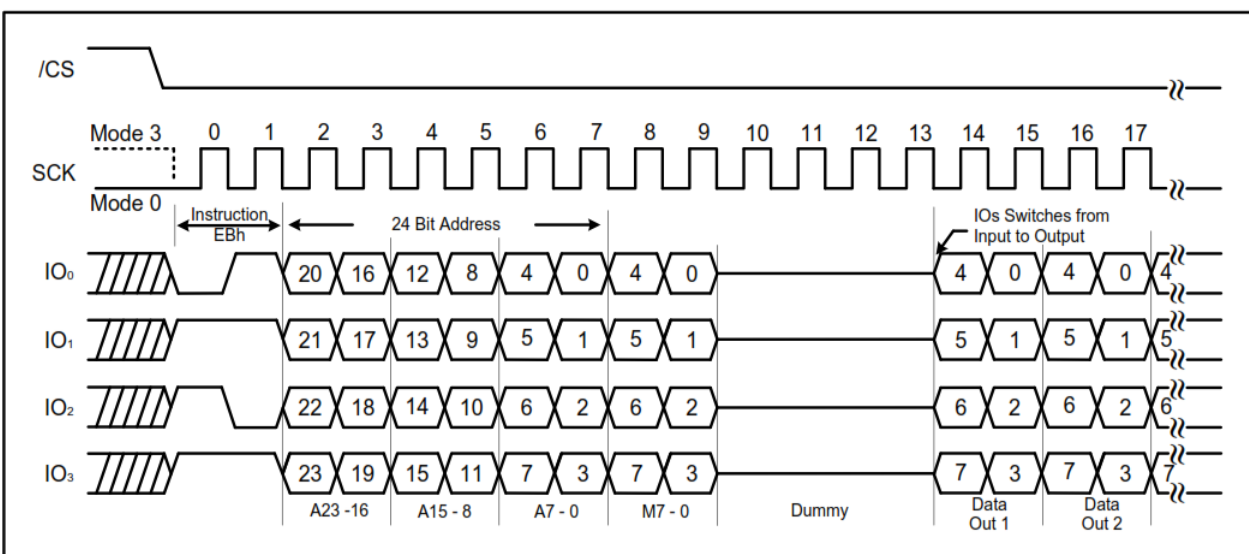 /CS
Mode 3 0 1 2 3 4 5 6 7 8 9 10 11 12 13 14 15 16 17
SCK
Mode 0
Instruction
EBh
24 Bit Address
IOs Switches from
Input to Output
IO₀ 20 16 12 8 4 0 4 0 4 0 4 0 4
IO₁ 21 17 13 9 5 1 5 1 5 1 5 1 5
IO₂ 22 18 14 10 6 2 6 2 6 2 6 2 6
IO₃ 23 19 15 11 7 3 7 3 7 3 7 3 7
A23 -16 A15 - 8 A7 - 0 M7 - 0 Dummy
Data
Out 1
Data
Out 2